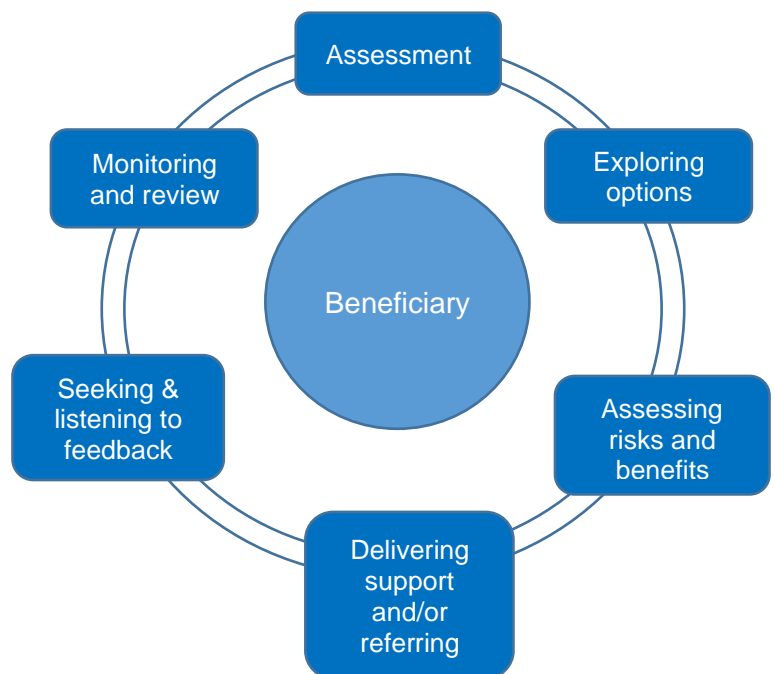 Assessment
Exploring
options
Assessing
risks and
benefits
Delivering
support
and/or
referring
Seeking &
listening to
feedback
Monitoring
and review
Beneficiary